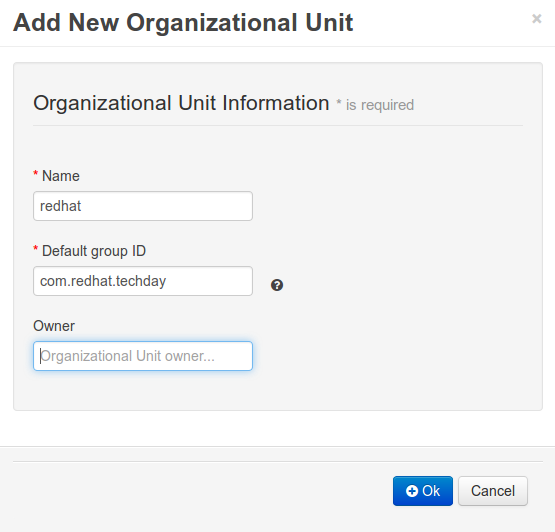 Add New Organizational Unit ×
Organizational Unit Information * is required
* Name
redhat
* Default group ID
com.redhat.techday ?
Owner
Organizational Unit owner...
Ok Cancel